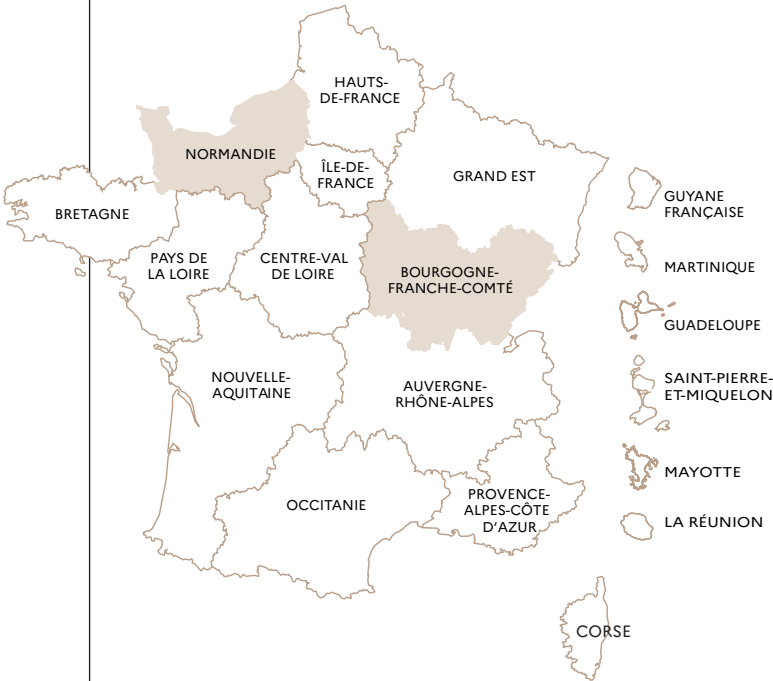 HAUTS-
DE-FRANCE
NORMANDIE
ÎLE-DE-
FRANCE
GRAND EST
BRETAGNE
PAYS DE
LA LOIRE
CENTRE-VAL
DE LOIRE
BOURGOGNE-
FRANCHE-COMTÉ
NOUVELLE-
AQUITAINE
AUVERGNE-
RHÔNE-ALPES
OCCITANIE
PROVENCE-
ALPES-CÔTE
D'AZUR
CORSE
GUYANE
FRANÇAISE
MARTINIQUE
GUADELOUPE
SAINT-PIERRE-
ET-MIQUELON
MAYOTTE
LA RÉUNION